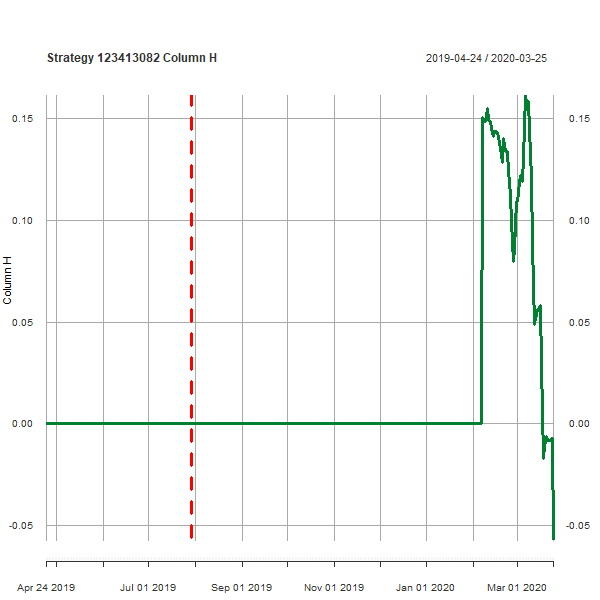 Strategy 123413082 Column H
2019-04-24 / 2020-03-25
0.15 0.15
0.10 0.10
0.05 0.05
0.00 0.00
-0.05 -0.05
Column H
Apr 24 2019 Jul 01 2019 Sep 01 2019 Nov 01 2019 Jan 01 2020 Mar 01 2020